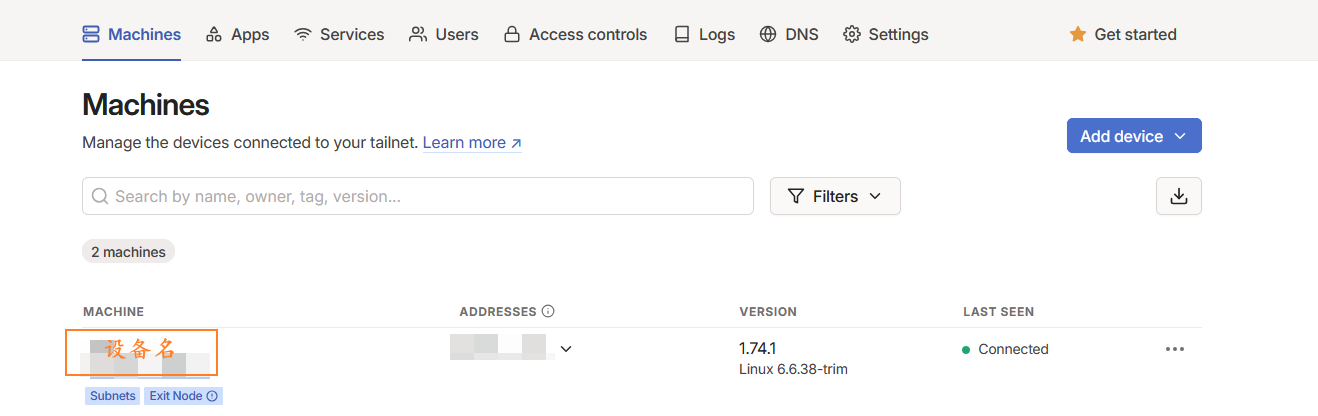 Machines Apps Services Users Access controls Logs DNS Settings Get started
Machines
Manage the devices connected to your tailnet. Learn more ↗
Add device
Search by name, owner, tag, version...
Filters
2 machines
MACHINE ADDRESSES VERSION LAST SEEN
设备名 1.74.1 Connected
Linux 6.6.38-trim
Subnets Exit Node